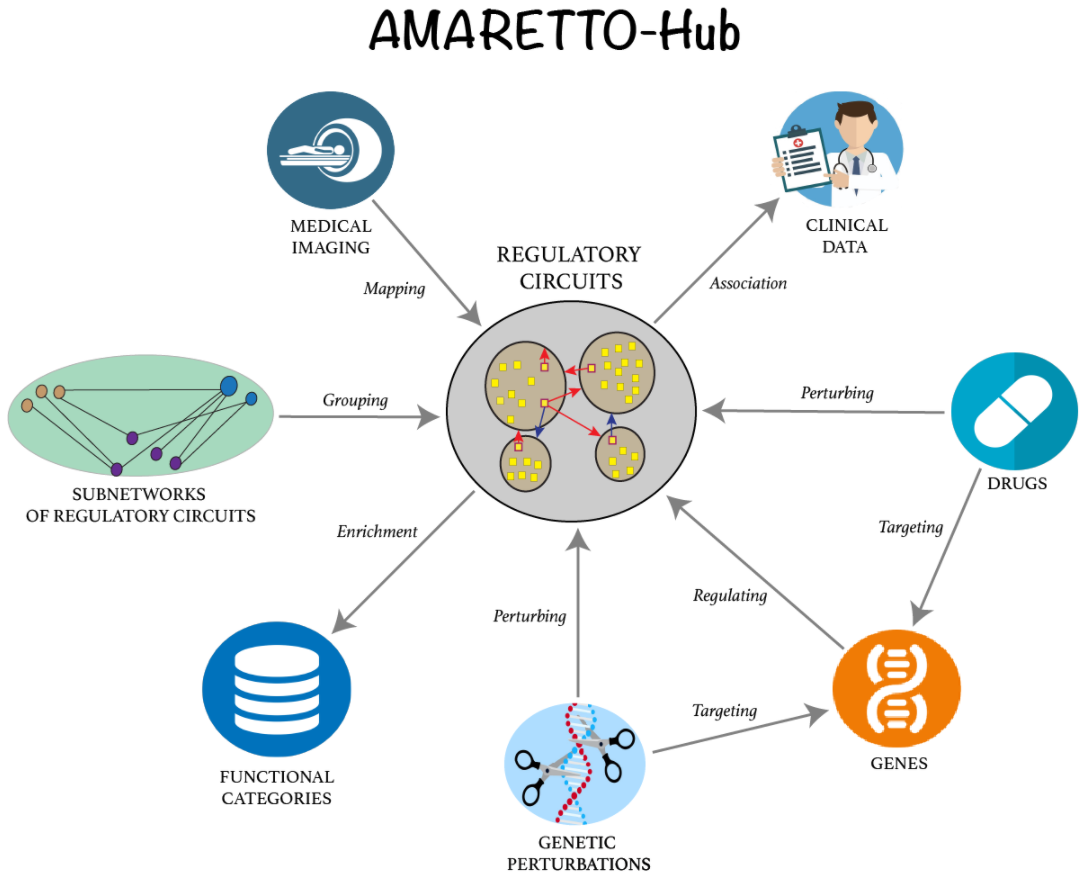 AMARETTO-Hub
MEDICAL
IMAGING
CLINICAL
DATA
REGULATORY
CIRCUITS
Mapping
Association
Grouping
Perturbing
SUBNETWORKS
OF REGULATORY CIRCUITS
DRUGS
Enrichment
Targeting
Perturbing
Regulating
Targeting
FUNCTIONAL
CATEGORIES
GENES
GENETIC
PERTURBATIONS